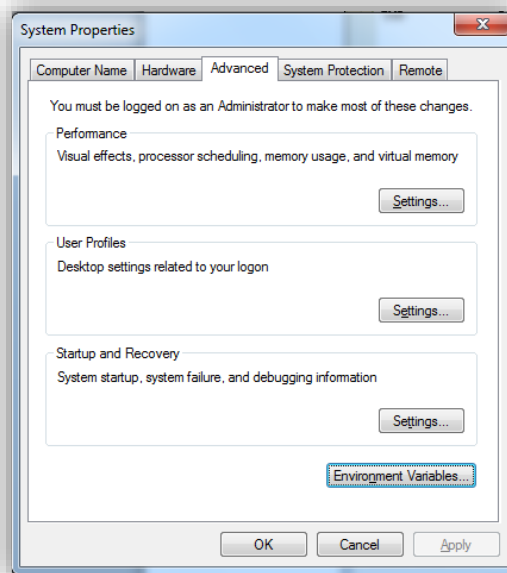 System Properties
Computer Name Hardware Advanced System Protection Remote
You must be logged on as an Administrator to make most of these changes.
Performance
Visual effects, processor scheduling, memory usage, and virtual memory
Settings...
User Profiles
Desktop settings related to your logon
Settings...
Startup and Recovery
System startup, system failure, and debugging information
Settings...
Environment Variables...
OK Cancel Apply